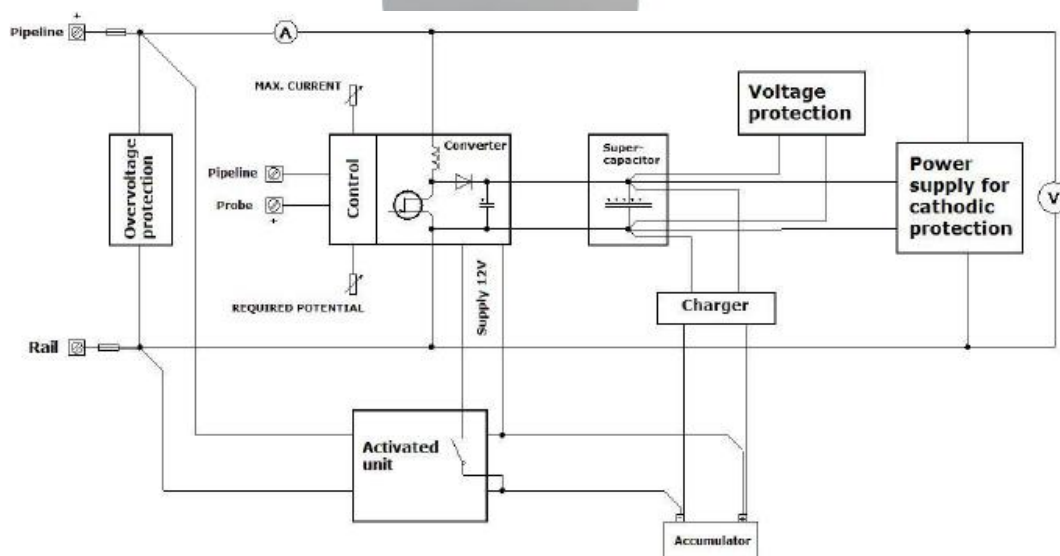 +
Pipeline
A
MAX. CURRENT
Voltage
protection
Overvoltage
protection
Control
Converter
Super-
capacitor
Power
supply for
cathodic
protection
V
Pipeline
Probe
+
REQUIRED POTENTIAL
Supply 12V
Charger
Rail
Activated
unit
-
+
Accumulator